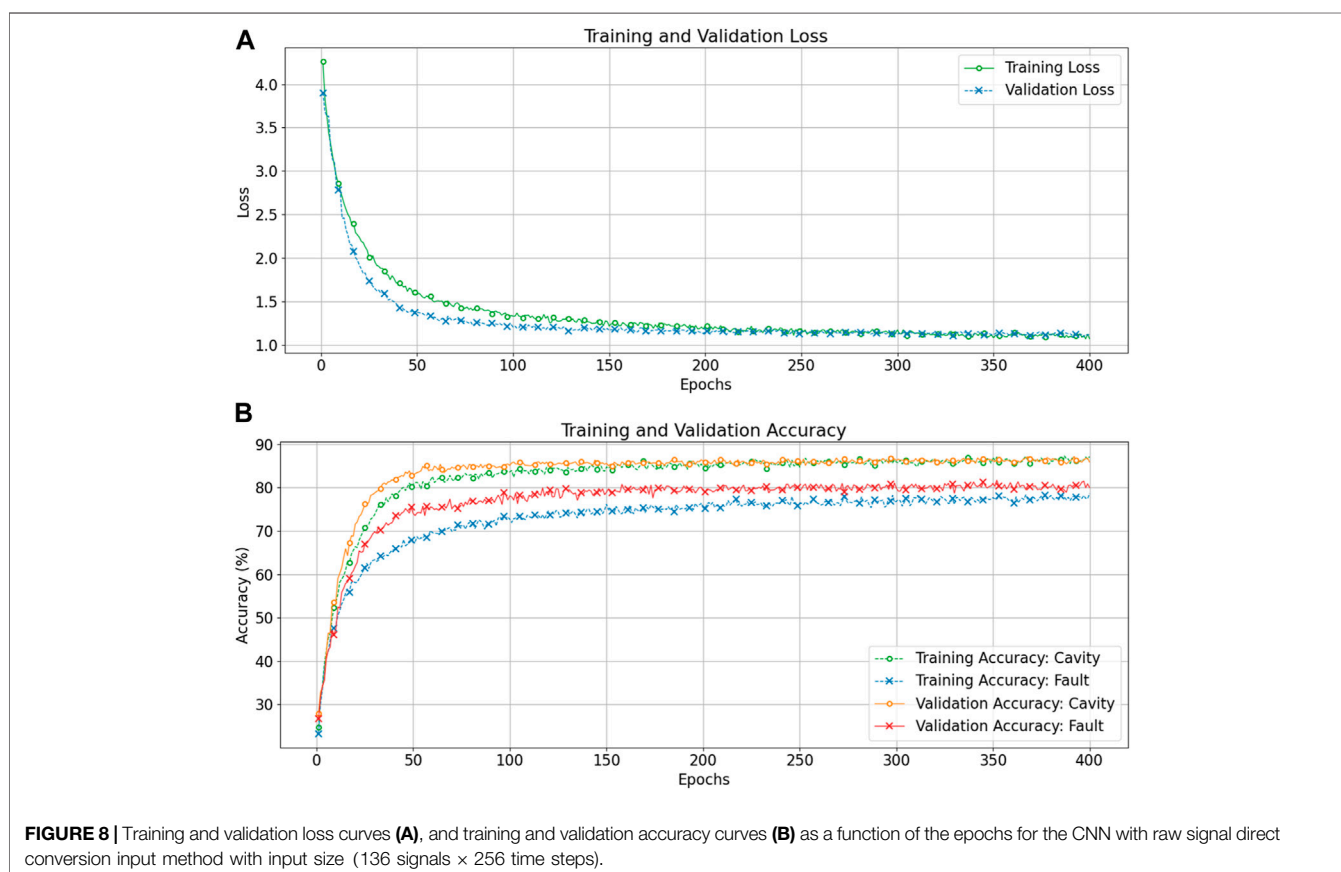 A
Training and Validation Loss
Training Loss
Validation Loss
4.0
3.5
3.0
2.5
2.0
1.5
1.0
Loss
0 50 100 150 200 250 300 350 400
Epochs
B
Training and Validation Accuracy
90
80
70
60
50
40
30
Accuracy (%)
Training Accuracy: Cavity
Training Accuracy: Fault
Validation Accuracy: Cavity
Validation Accuracy: Fault
0 50 100 150 200 250 300 350 400
Epochs
FIGURE 8 | Training and validation loss curves (A), and training and validation accuracy curves (B) as a function of the epochs for the CNN with raw signal direct
conversion input method with input size (136 signals × 256 time steps).